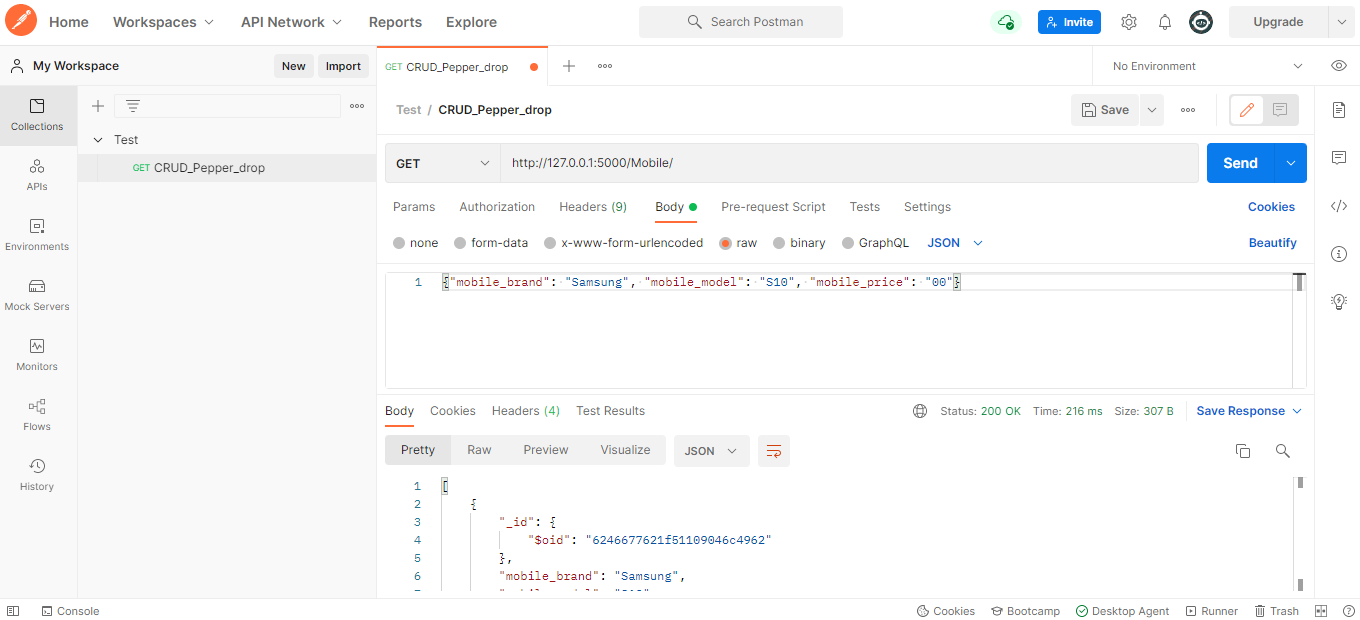 Home Workspaces API Network Reports Explore Search Postman Invite Upgrade
My Workspace New Import GET CRUD_Pepper_drop No Environment
Collections
APIs
Environments
Mock Servers
Monitors
Flows
History
Test
GET CRUD_Pepper_drop
Test / CRUD_Pepper_drop Save
GET http://127.0.0.1:5000/Mobile/ Send
Params Authorization Headers (9) Body Pre-request Script Tests Settings Cookies
none form-data x-www-form-urlencoded raw binary GraphQL JSON Beautify
1 {"mobile_brand": "Samsung", "mobile_model": "S10", "mobile_price": "00"}
Body Cookies Headers (4) Test Results Status: 200 OK Time: 216 ms Size: 307 B Save Response
Pretty Raw Preview Visualize JSON
1 [
2 {
3 "_id": {
4 "$oid": "6246677621f51109046c4962"
5 },
6 "mobile_brand": "Samsung",
Console Cookies Bootcamp Desktop Agent Runner Trash